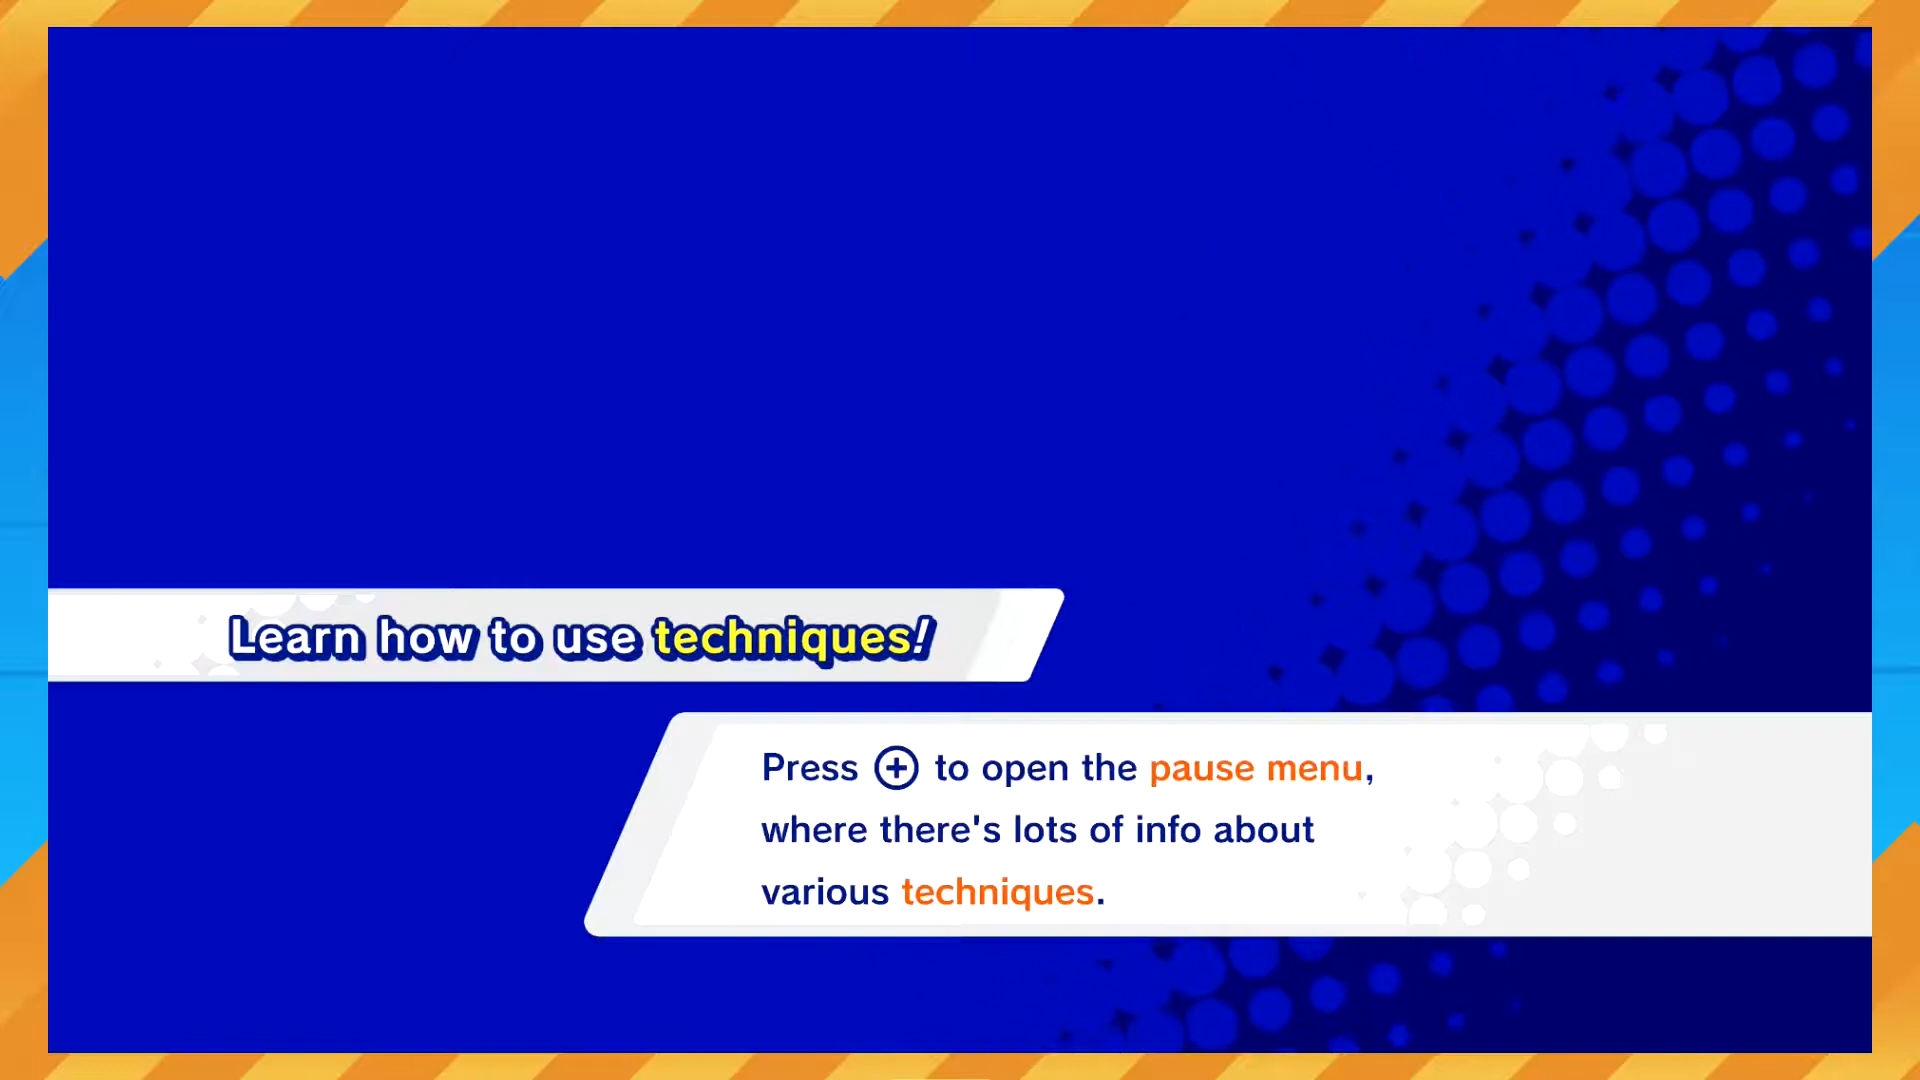 Learn how to use techniques!
Press ⊕ to open the pause menu,
where there's lots of info about
various techniques.